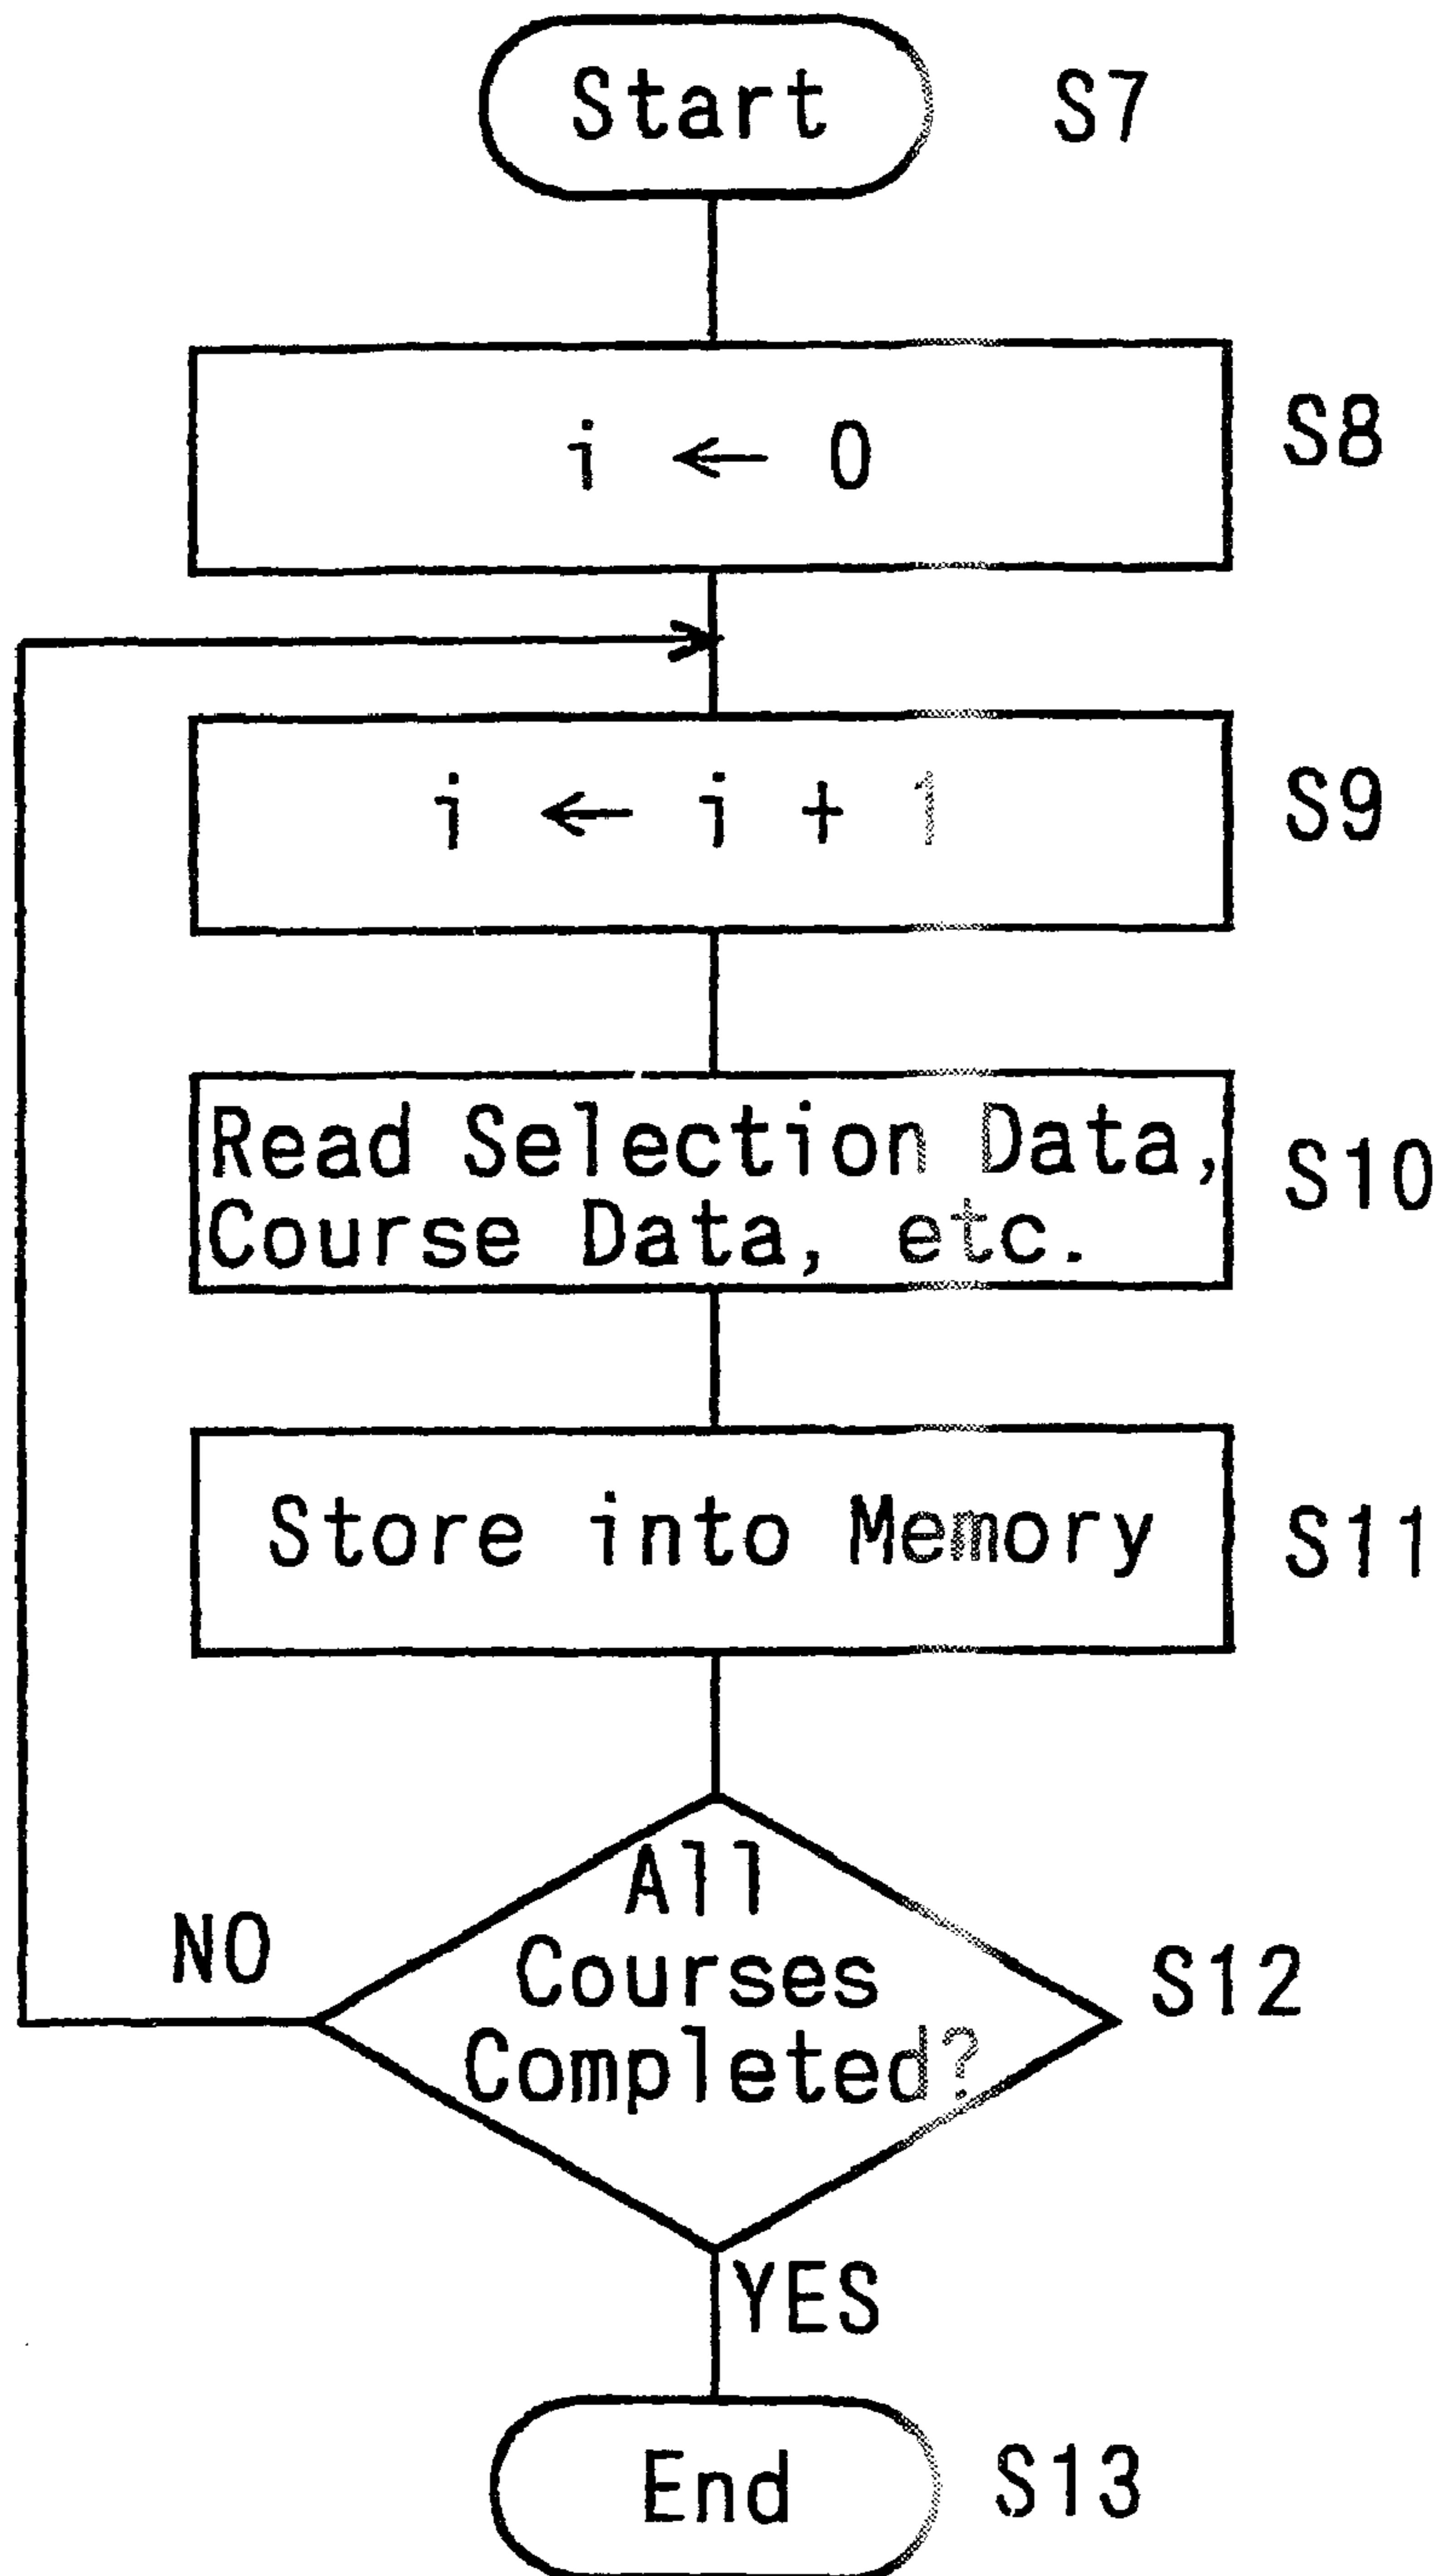 Start S7
i ← 0 S8
i ← i + 1 S9
Read Selection Data,
Course Data, etc. S10
Store into Memory S11
All
Courses
Completed? S12
NO
YES
End S13